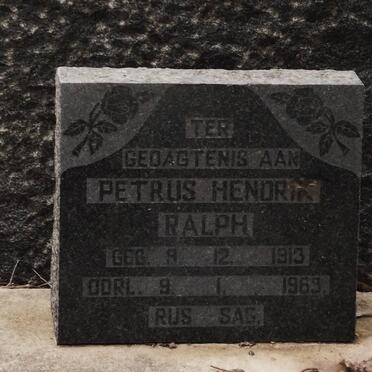 TER
GEDAGTENIS AAN
PETRUS HENDRIK
RALPH
GEB. 8. 12. 1913
OORL. 9. 1. 1963.
RUS SAG.